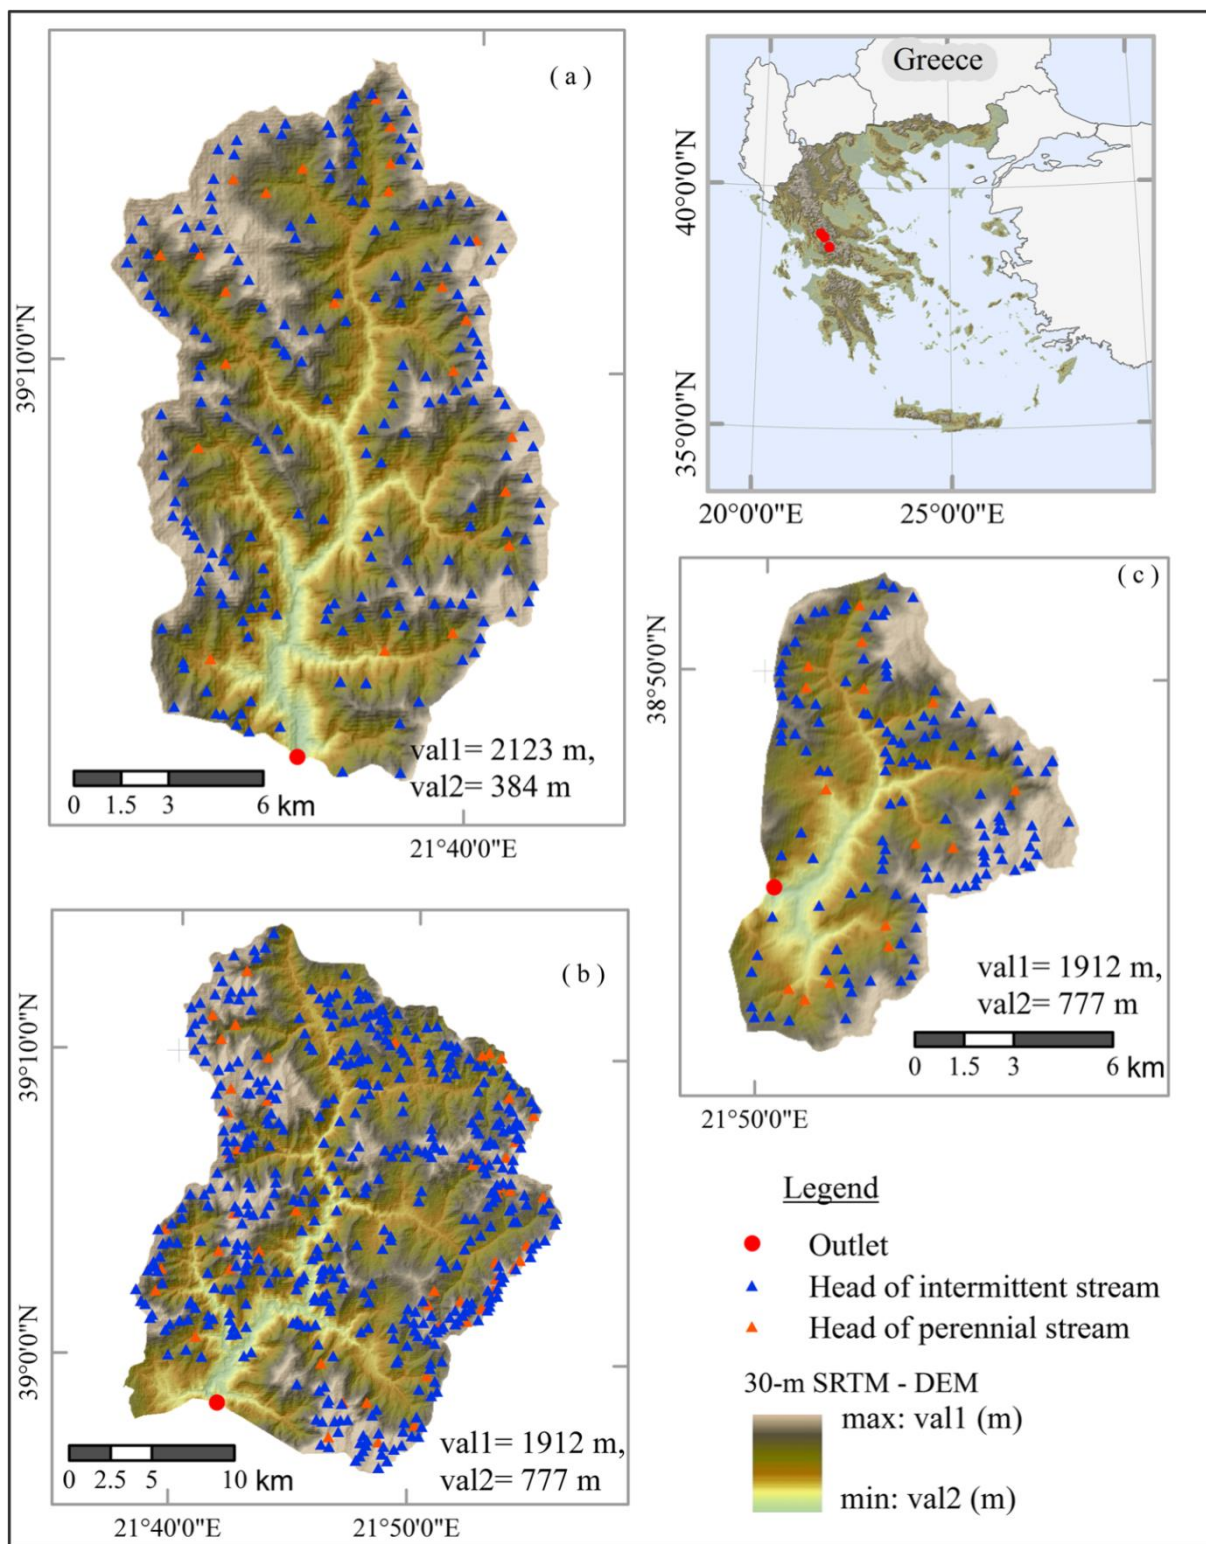 ( a )
39°10'0"N
val1= 2123 m,
val2= 384 m
0 1.5 3 6 km
21°40'0"E
Greece
40°0'0"N
35°0'0"N
20°0'0"E 25°0'0"E
( c )
38°50'0"N
val1= 1912 m,
val2= 777 m
0 1.5 3 6 km
21°50'0"E
( b )
39°10'0"N
39°0'0"N
val1= 1912 m,
val2= 777 m
0 2.5 5 10 km
21°40'0"E 21°50'0"E
Legend
Outlet
Head of intermittent stream
Head of perennial stream
30-m SRTM - DEM
max: val1 (m)
min: val2 (m)